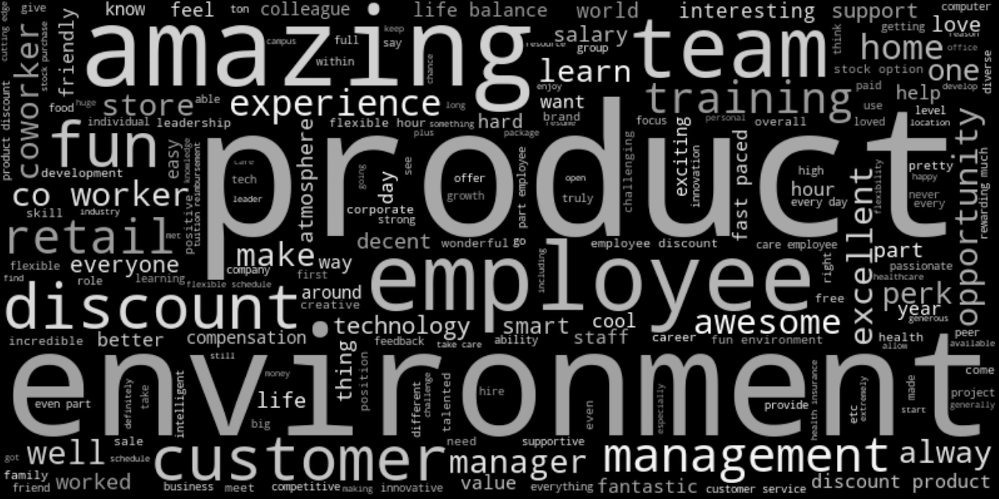 give
know
feel
ton
colleague
life balance
world
interesting
support
computer
cutting edge
coworker
stock purchase
friendly
amazing
campus
full
within
keep
say
chance
resource
salary
group
team
think
getting
love
reason
home
office
learn
stock option
one
diverse
enjoy
product discount
food
huge
store
able
experience
long
want
training
paid
help
develop
use
level
individual
leadership
flexible hour
something
hard
brand
resume
focus
exciting
personal
overall
loved
location
opportunity
fun
easy
knowledge
tuition reimbursement
atmosphere
plus
package
product
challenging
innovation
fast paced
development
care
tech
leader
going
day
see
offer
growth
part employee
open
truly
high
hour
every day
excellent
flexibility
pretty
happy
never
every
rewarding much
co worker
positive
corporate
strong
skill
industry
retail
met
decent
wonderful
go
employee discount
care employee
part
make
way
including
employee
right
passionate
flexible
everyone
company
first
healthcare
find
role
learning
flexible schedule
discount
around
creative
free
perk
year
generous
technology
smart
cool
awesome
incredible
better
compensation
feedback
take care
ability
staff
career
fun environment
health
allow
peer
available
thing
environment
still
money
life
big
position
even part
definitely
take
intelligent
different
challenge
talented
hire
even
especially
provide
health insurance
etc
extremely
made
start
come
project
generally
sale
need
supportive
got
well
schedule
customer
manager
management
alway
family
friend
worked
business
meet
competitive
making
innovative
value
everything
fantastic
customer service
discount product